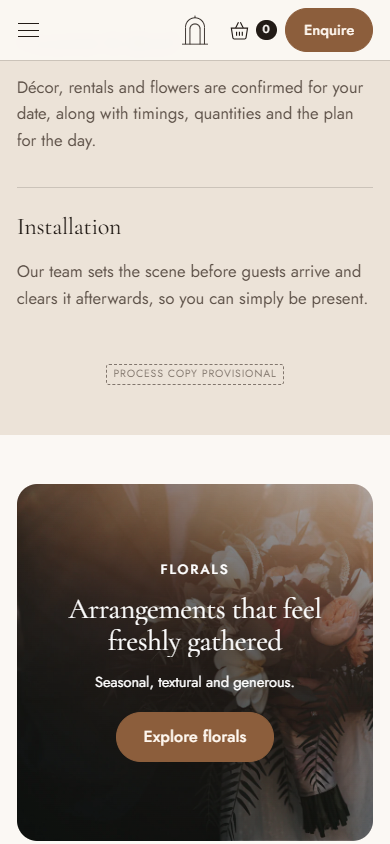 0
Enquire
Décor, rentals and flowers are confirmed for your
date, along with timings, quantities and the plan
for the day.
Installation
Our team sets the scene before guests arrive and
clears it afterwards, so you can simply be present.
PROCESS COPY PROVISIONAL
FLORALS
Arrangements that feel
freshly gathered
Seasonal, textural and generous.
Explore florals